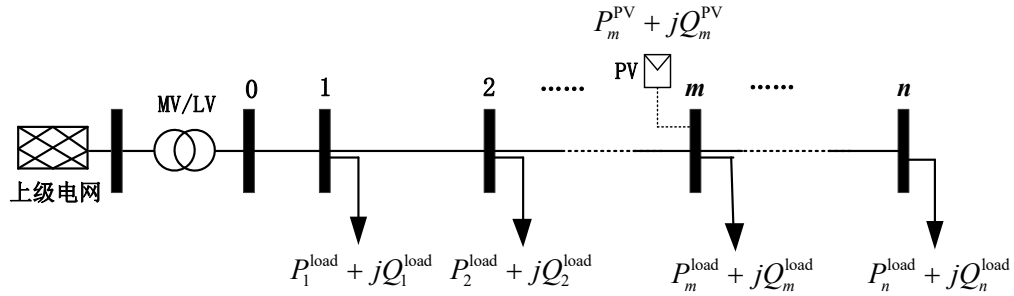 P_m^PV + jQ_m^PV
PV
MV/LV
0
1
2
……
m
……
n
上级电网
P_1^load + jQ_1^load
P_2^load + jQ_2^load
P_m^load + jQ_m^load
P_n^load + jQ_n^load